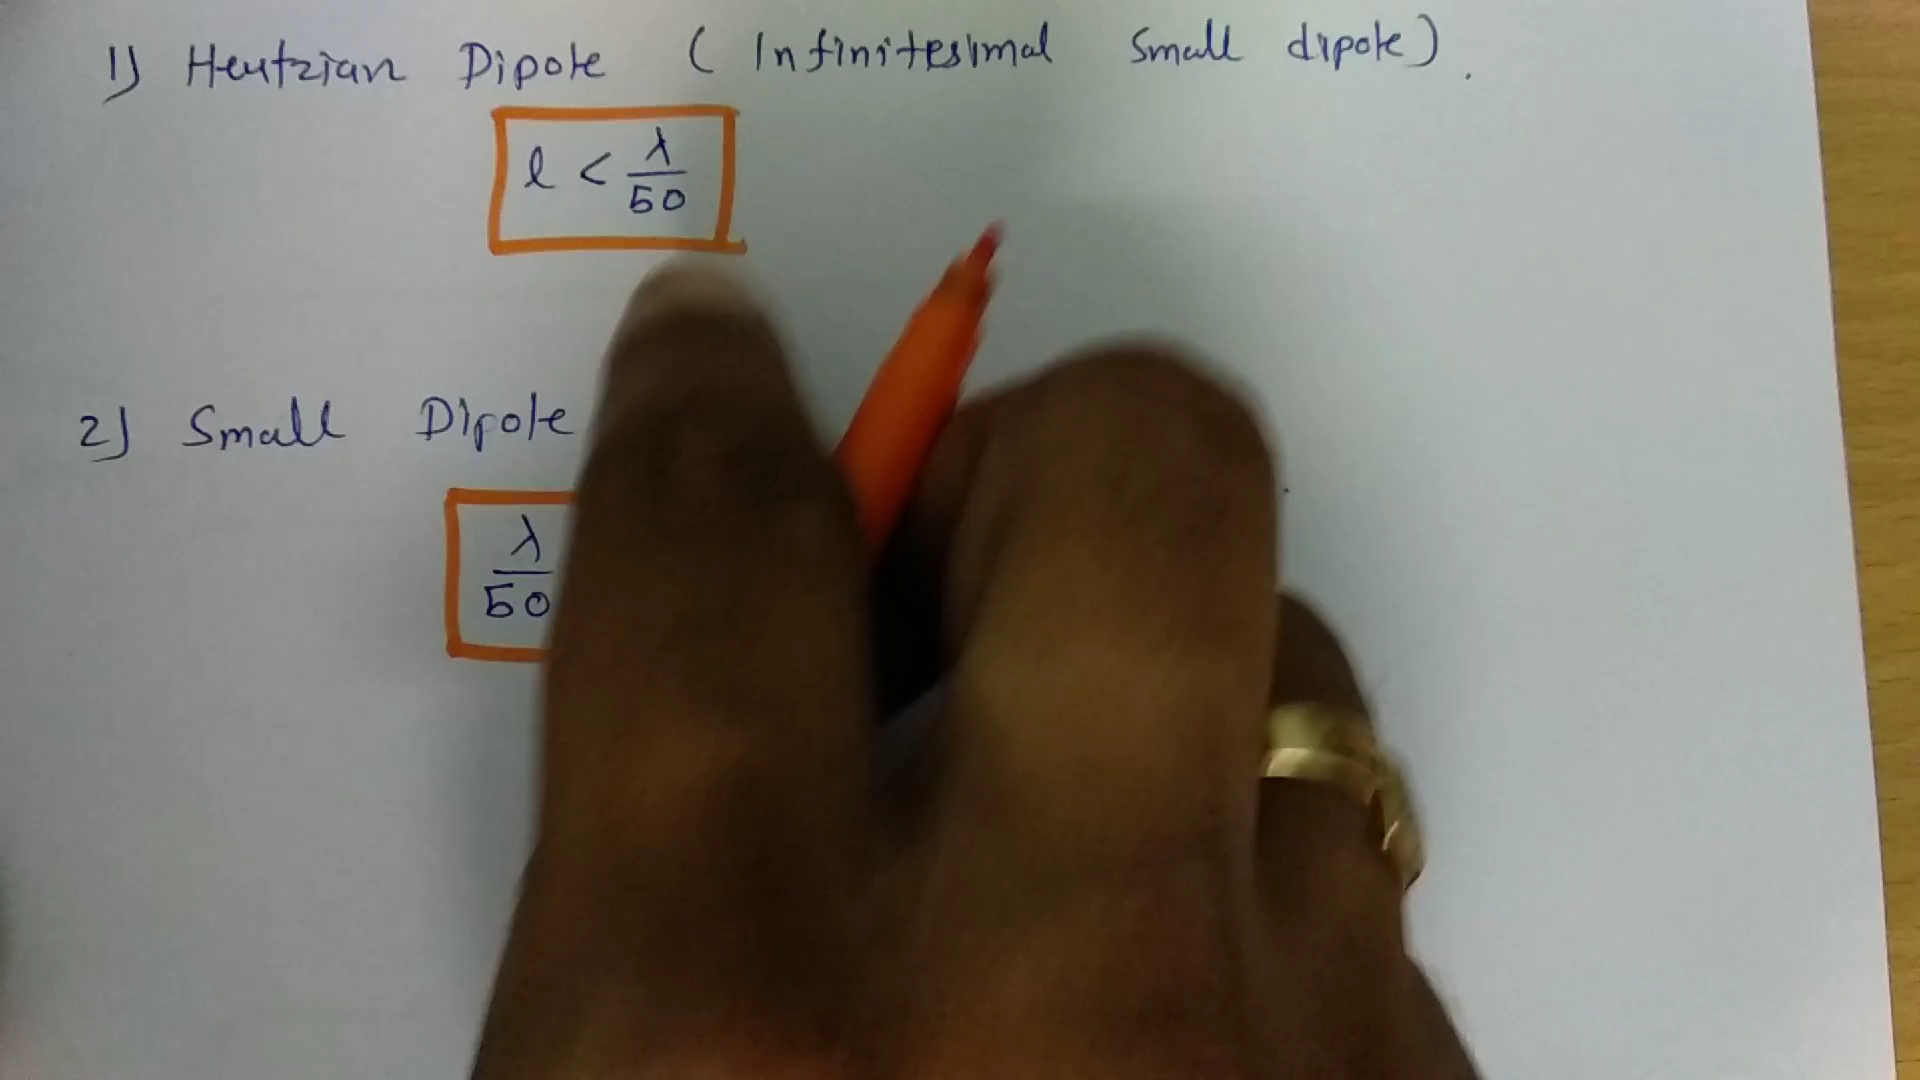 1) Hertzian Dipole ( Infinitesimal Small dipole ) .
l < λ/50
2) Small Dipole
λ/50